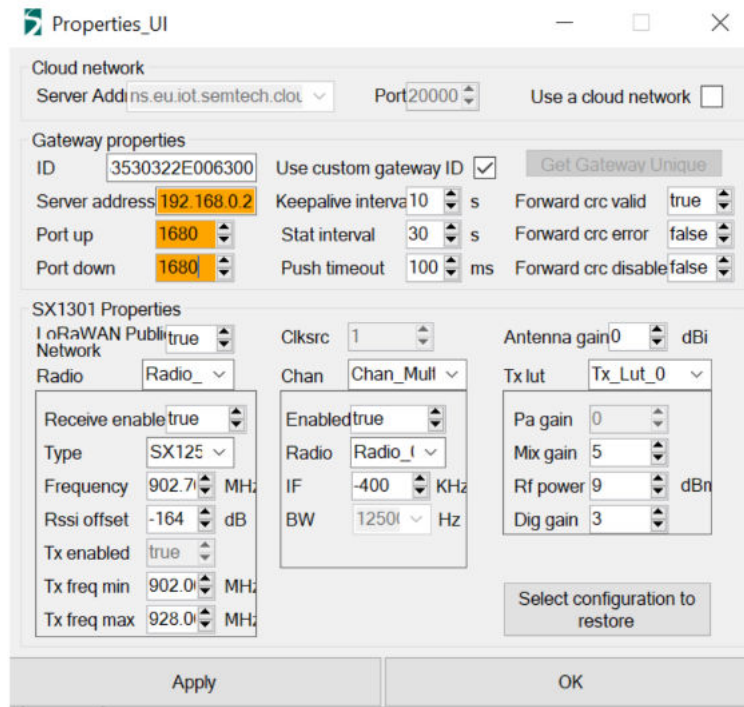 Properties_UI
Cloud network
Server Addr ns.eu.iot.semtech.clou Port 20000 Use a cloud network
Gateway properties
ID 3530322E006300 Use custom gateway ID Get Gateway Unique
Server address 192.168.0.2 Keepalive interva 10 s Forward crc valid true
Port up 1680 Stat interval 30 s Forward crc error false
Port down 1680 Push timeout 100 ms Forward crc disable false
SX1301 Properties
LoRaWAN Publi true Clksrc 1 Antenna gain 0 dBi
Network
Radio Radio_ Chan Chan_Mult Tx lut Tx_Lut_0
Receive enable true Enabled true Pa gain 0
Type SX125 Radio Radio_( Mix gain 5
Frequency 902.7 MHz IF -400 KHz Rf power 9 dBm
Rssi offset -164 dB BW 12500 Hz Dig gain 3
Tx enabled true
Tx freq min 902.0 MHz
Tx freq max 928.0 MHz
Select configuration to
restore
Apply OK